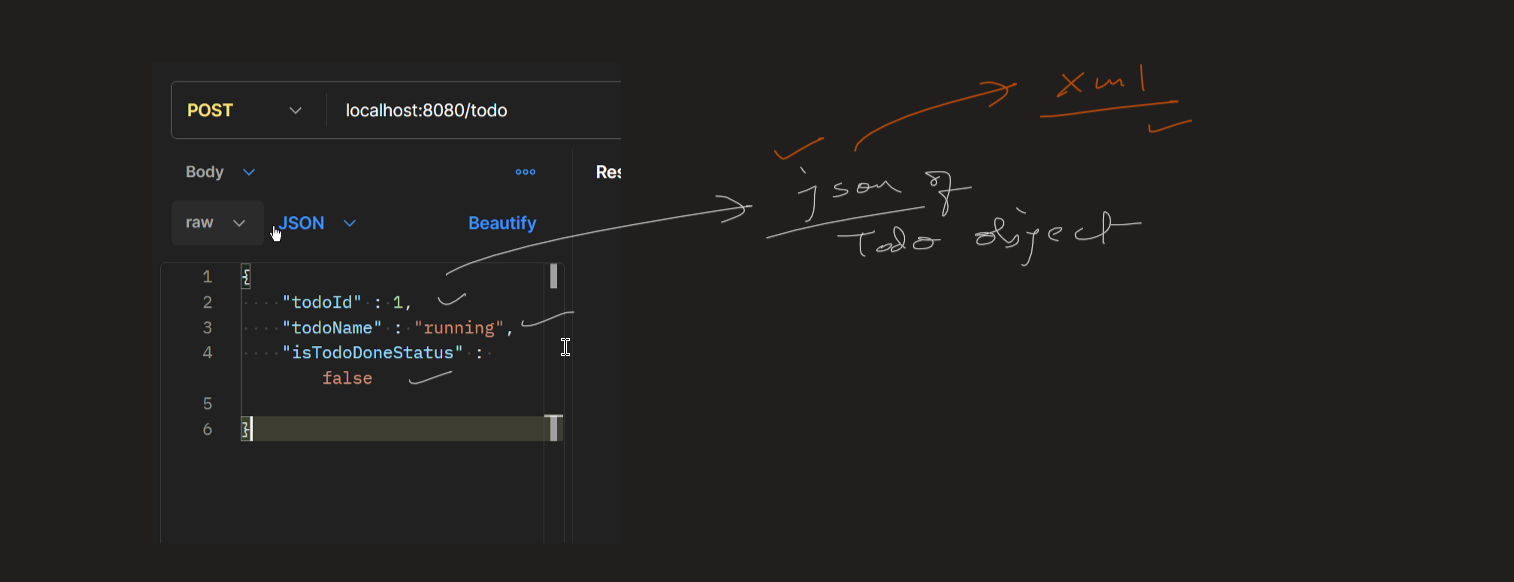 POST
localhost:8080/todo
Body
Res
raw
JSON
Beautify
1 {
2 "todoId" : 1,
3 "todoName" : "running",
4 "isTodoDoneStatus" :
false
5
6 }
xml
json of
Todo object